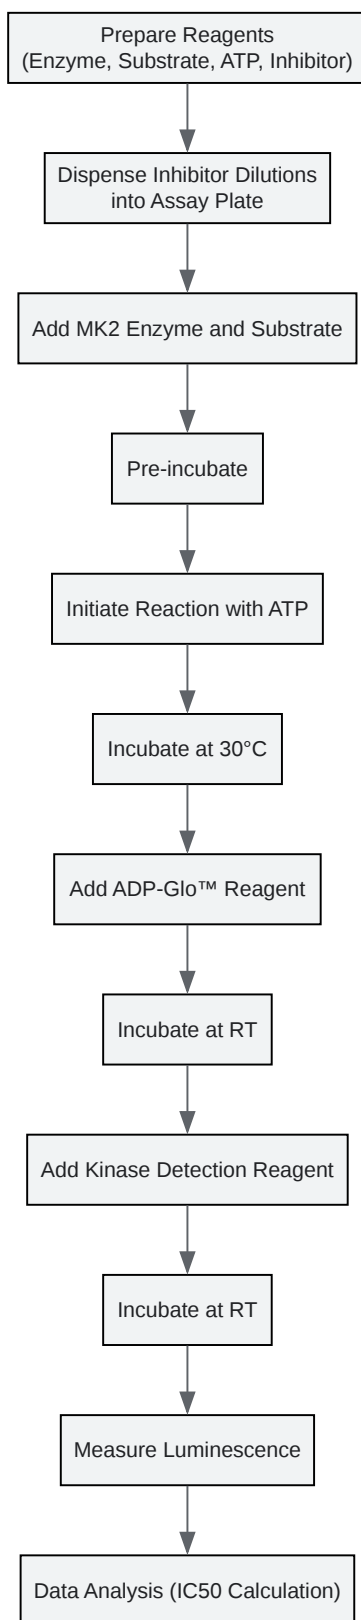 Prepare Reagents
(Enzyme, Substrate, ATP, Inhibitor)
Dispense Inhibitor Dilutions
into Assay Plate
Add MK2 Enzyme and Substrate
Pre-incubate
Initiate Reaction with ATP
Incubate at 30°C
Add ADP-Glo™ Reagent
Incubate at RT
Add Kinase Detection Reagent
Incubate at RT
Measure Luminescence
Data Analysis (IC50 Calculation)